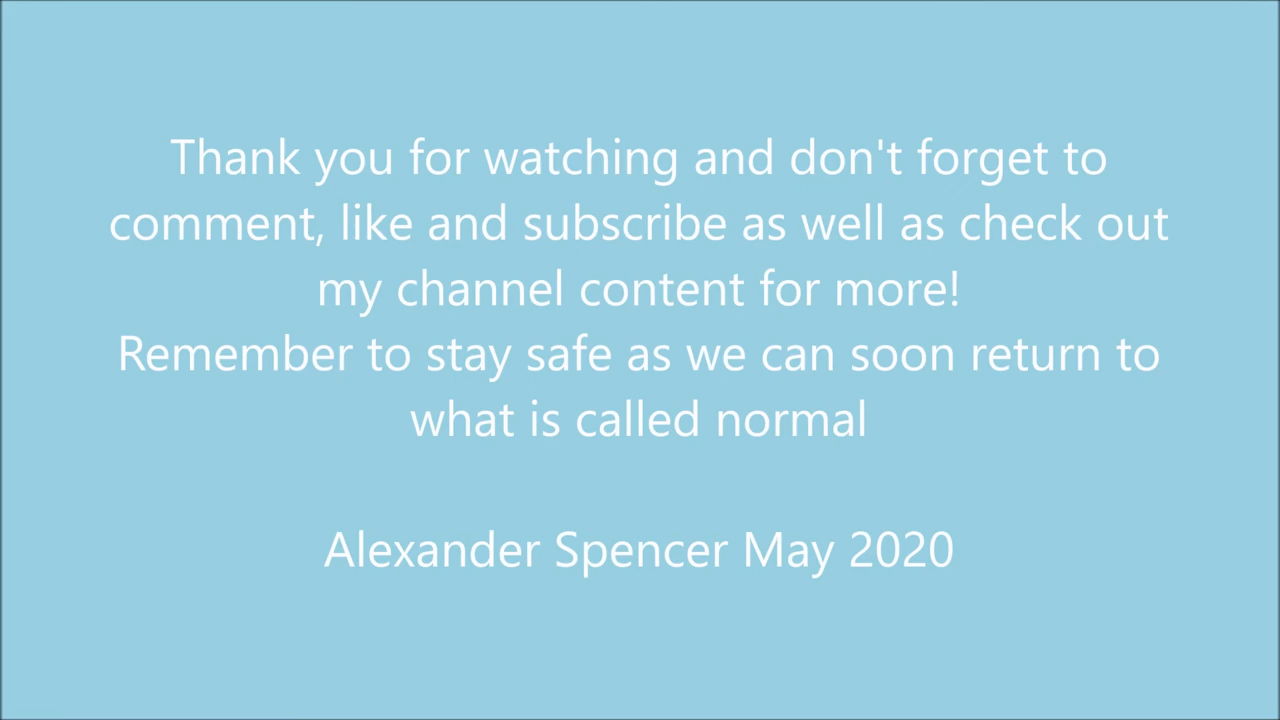 Thank you for watching and don't forget to
comment, like and subscribe as well as check out
my channel content for more!
Remember to stay safe as we can soon return to
what is called normal
Alexander Spencer May 2020